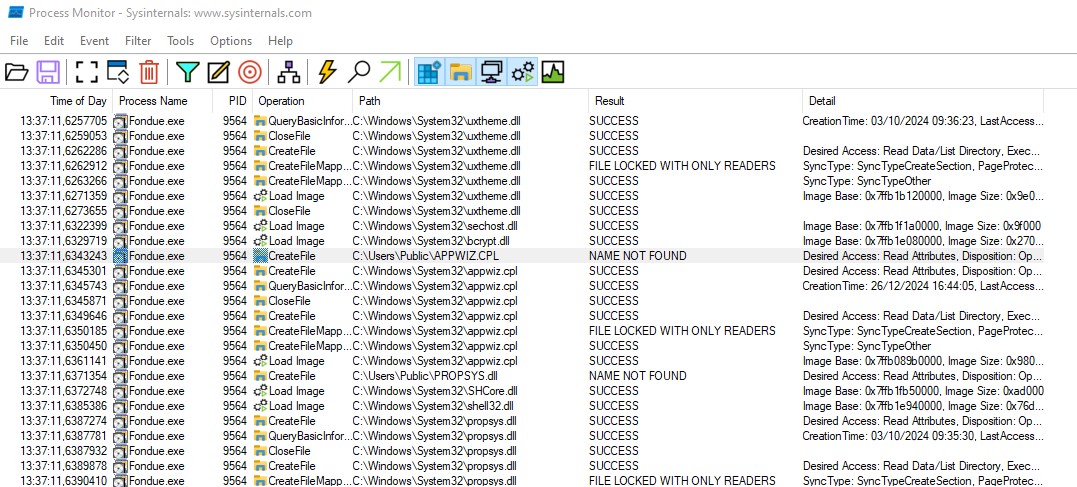 Process Monitor - Sysinternals: www.sysinternals.com
File Edit Event Filter Tools Options Help
Time of Day Process Name PID Operation Path Result Detail
13:37:11,6257705 Fondue.exe 9564 QueryBasicInfor... C:\Windows\System32\uxtheme.dll SUCCESS CreationTime: 03/10/2024 09:36:23, LastAccess...
13:37:11,6259053 Fondue.exe 9564 CloseFile C:\Windows\System32\uxtheme.dll SUCCESS
13:37:11,6262286 Fondue.exe 9564 CreateFile C:\Windows\System32\uxtheme.dll SUCCESS Desired Access: Read Data/List Directory, Exec...
13:37:11,6262912 Fondue.exe 9564 CreateFileMapp... C:\Windows\System32\uxtheme.dll FILE LOCKED WITH ONLY READERS SyncType: SyncTypeCreateSection, PageProtec...
13:37:11,6263266 Fondue.exe 9564 CreateFileMapp... C:\Windows\System32\uxtheme.dll SUCCESS SyncType: SyncTypeOther
13:37:11,6271359 Fondue.exe 9564 Load Image C:\Windows\System32\uxtheme.dll SUCCESS Image Base: 0x7ffb1b120000, Image Size: 0x9e0...
13:37:11,6273655 Fondue.exe 9564 CloseFile C:\Windows\System32\uxtheme.dll SUCCESS
13:37:11,6322399 Fondue.exe 9564 Load Image C:\Windows\System32\sechost.dll SUCCESS Image Base: 0x7ffb1f1a0000, Image Size: 0x9f000
13:37:11,6329719 Fondue.exe 9564 Load Image C:\Windows\System32\bcrypt.dll SUCCESS Image Base: 0x7ffb1e080000, Image Size: 0x270...
13:37:11,6343243 Fondue.exe 9564 CreateFile C:\Users\Public\APPWIZ.CPL NAME NOT FOUND Desired Access: Read Attributes, Disposition: Op...
13:37:11,6345301 Fondue.exe 9564 CreateFile C:\Windows\System32\appwiz.cpl SUCCESS Desired Access: Read Attributes, Disposition: Op...
13:37:11,6345743 Fondue.exe 9564 QueryBasicInfor... C:\Windows\System32\appwiz.cpl SUCCESS CreationTime: 26/12/2024 16:44:05, LastAccess...
13:37:11,6345871 Fondue.exe 9564 CloseFile C:\Windows\System32\appwiz.cpl SUCCESS
13:37:11,6349646 Fondue.exe 9564 CreateFile C:\Windows\System32\appwiz.cpl SUCCESS Desired Access: Read Data/List Directory, Exec...
13:37:11,6350185 Fondue.exe 9564 CreateFileMapp... C:\Windows\System32\appwiz.cpl FILE LOCKED WITH ONLY READERS SyncType: SyncTypeCreateSection, PageProtec...
13:37:11,6350450 Fondue.exe 9564 CreateFileMapp... C:\Windows\System32\appwiz.cpl SUCCESS SyncType: SyncTypeOther
13:37:11,6361141 Fondue.exe 9564 Load Image C:\Windows\System32\appwiz.cpl SUCCESS Image Base: 0x7ffb089b0000, Image Size: 0x980...
13:37:11,6371354 Fondue.exe 9564 CreateFile C:\Users\Public\PROPSYS.dll NAME NOT FOUND Desired Access: Read Attributes, Disposition: Op...
13:37:11,6372748 Fondue.exe 9564 Load Image C:\Windows\System32\SHCore.dll SUCCESS Image Base: 0x7ffb1fb50000, Image Size: 0xad000
13:37:11,6385386 Fondue.exe 9564 Load Image C:\Windows\System32\shell32.dll SUCCESS Image Base: 0x7ffb1e940000, Image Size: 0x76d...
13:37:11,6387274 Fondue.exe 9564 CreateFile C:\Windows\System32\propsys.dll SUCCESS Desired Access: Read Attributes, Disposition: Op...
13:37:11,6387781 Fondue.exe 9564 QueryBasicInfor... C:\Windows\System32\propsys.dll SUCCESS CreationTime: 03/10/2024 09:35:30, LastAccess...
13:37:11,6387932 Fondue.exe 9564 CloseFile C:\Windows\System32\propsys.dll SUCCESS
13:37:11,6389878 Fondue.exe 9564 CreateFile C:\Windows\System32\propsys.dll SUCCESS Desired Access: Read Data/List Directory, Exec...
13:37:11,6390410 Fondue.exe 9564 CreateFileMapp... C:\Windows\System32\propsys.dll FILE LOCKED WITH ONLY READERS SyncType: SyncTypeCreateSection, PageProtec...